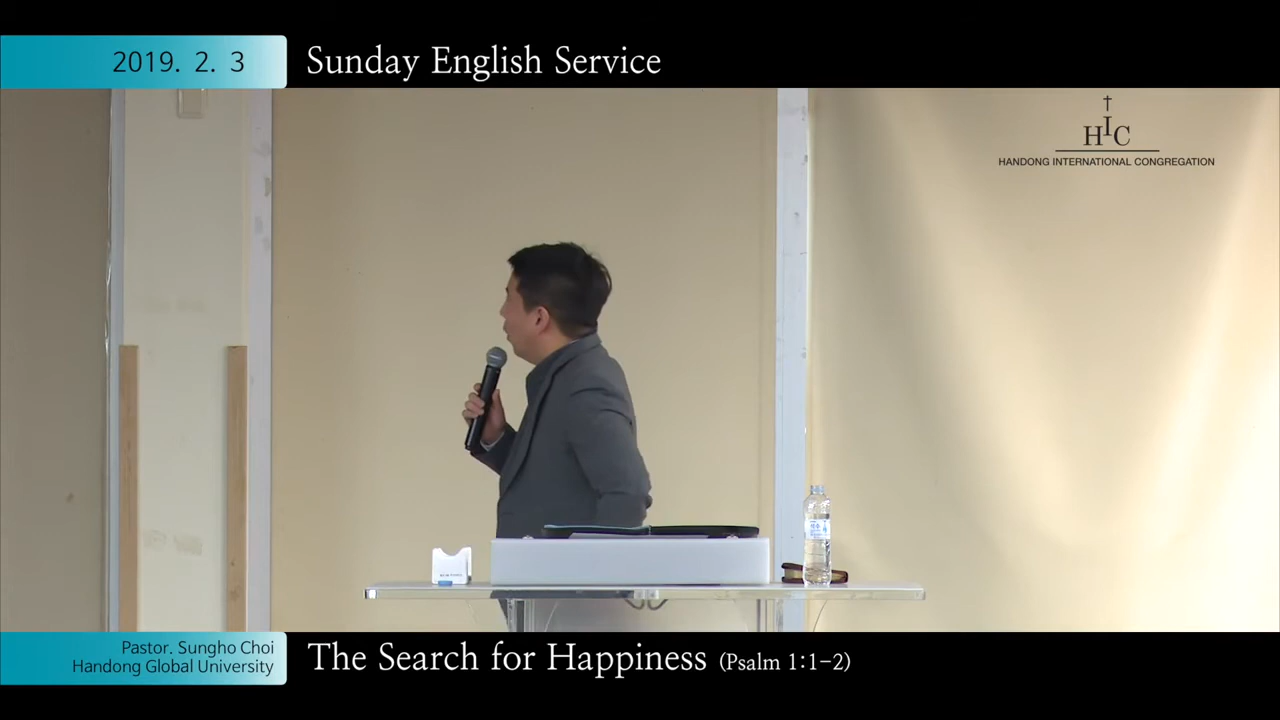 2019. 2. 3
Sunday English Service
HIC
HANDONG INTERNATIONAL CONGREGATION
Pastor. Sungho Choi
Handong Global University
The Search for Happiness (Psalm 1:1-2)